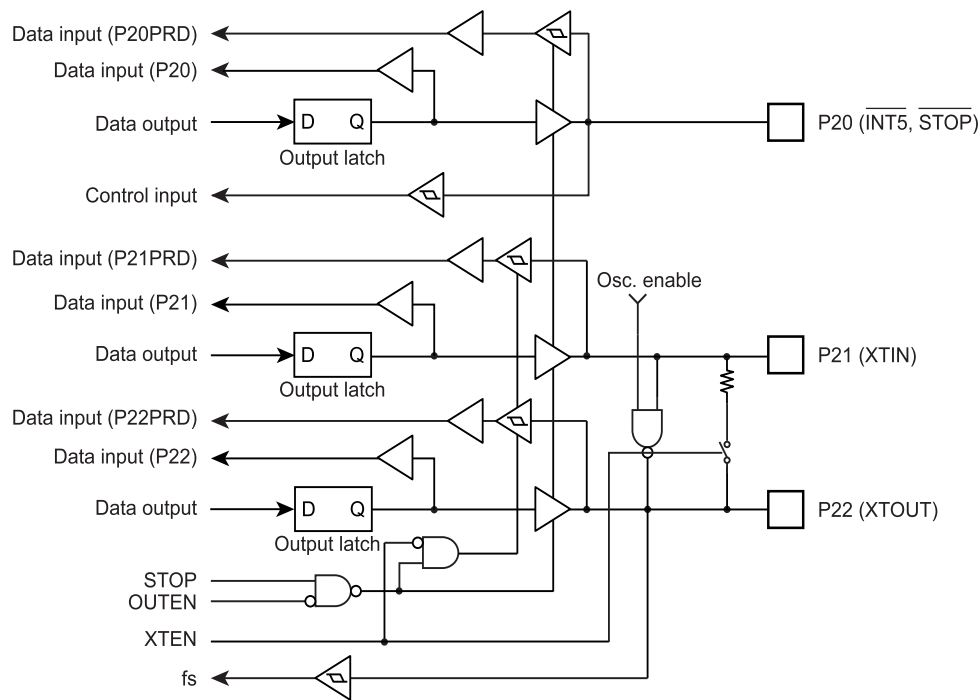 Data input (P20PRD)
Data input (P20)
Data output
D Q
Output latch
P20 (INT5, STOP)
Control input
Data input (P21PRD)
Osc. enable
Data input (P21)
Data output
D Q
Output latch
P21 (XTIN)
Data input (P22PRD)
Data input (P22)
Data output
D Q
Output latch
P22 (XTOUT)
STOP
OUTEN
XTEN
fs